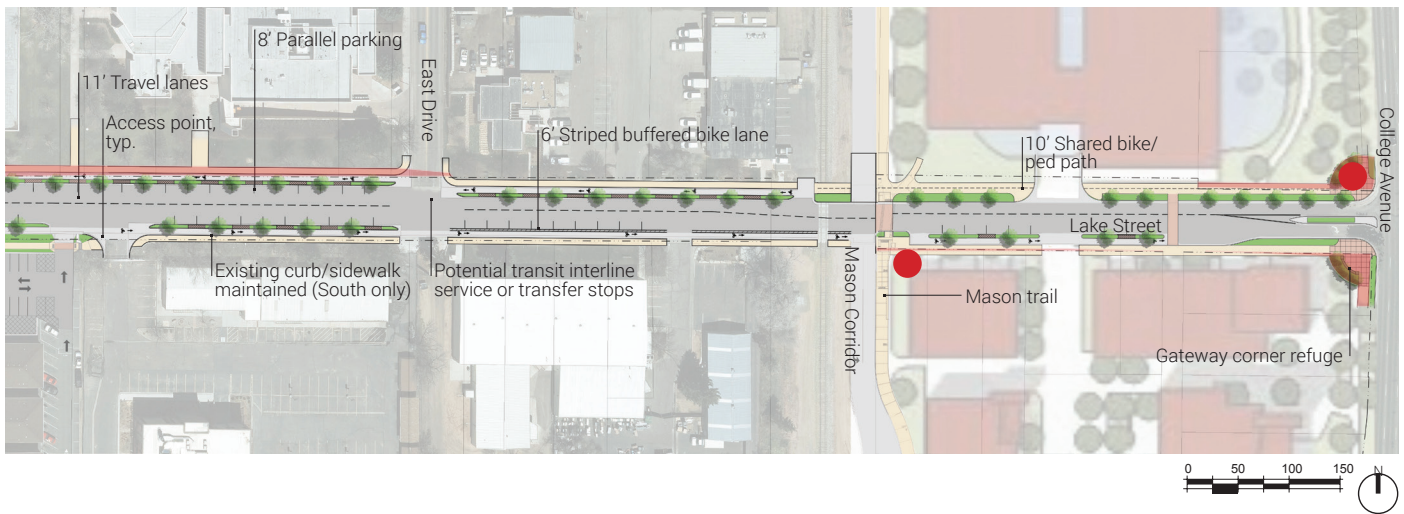 8' Parallel parking
11' Travel lanes
Access point,
typ.
East Drive
6' Striped buffered bike lane
10' Shared bike/
ped path
College Avenue
Lake Street
Existing curb/sidewalk
maintained (South only)
Potential transit interline
service or transfer stops
Mason Corridor
Mason trail
Gateway corner refuge
0 50 100 150
N